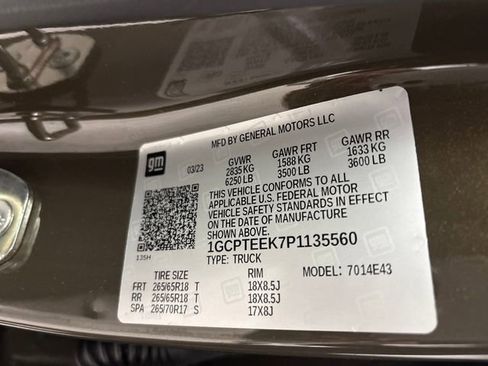 MFD BY GENERAL MOTORS LLC
gm
03/23
GVWR GAWR FRT GAWR RR
2835 KG 1588 KG 1633 KG
6250 LB 3500 LB 3600 LB
THIS VEHICLE CONFORMS TO ALL
APPLICABLE U.S. FEDERAL MOTOR
VEHICLE SAFETY STANDARDS IN EFFECT
ON THE DATE OF MANUFACTURE
SHOWN ABOVE.
1GCPTEEK7P1135560
135H
TYPE: TRUCK
TIRE SIZE RIM MODEL: 7014E43
FRT 265/65R18 T 18X8.5J
RR 265/65R18 T 18X8.5J
SPA 265/70R17 S 17X8J